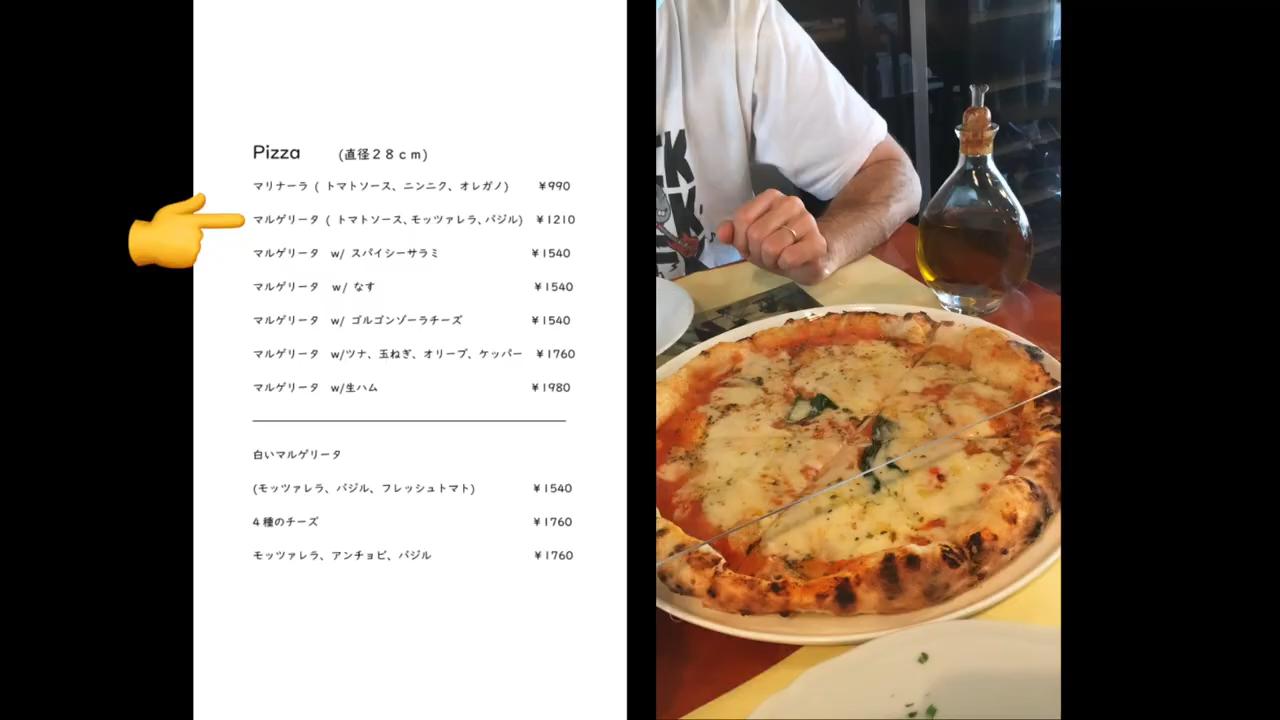 Pizza (直径28cm)
マリナーラ ( トマトソース、ニンニク、オレガノ) ¥990
マルゲリータ ( トマトソース、モッツァレラ、バジル) ¥1210
マルゲリータ w/ スパイシーサラミ ¥1540
マルゲリータ w/ なす ¥1540
マルゲリータ w/ ゴルゴンゾーラチーズ ¥1540
マルゲリータ w/ツナ、玉ねぎ、オリーブ、ケッパー ¥1760
マルゲリータ w/生ハム ¥1980
白いマルゲリータ
(モッツァレラ、バジル、フレッシュトマト) ¥1540
4種のチーズ ¥1760
モッツァレラ、アンチョビ、バジル ¥1760